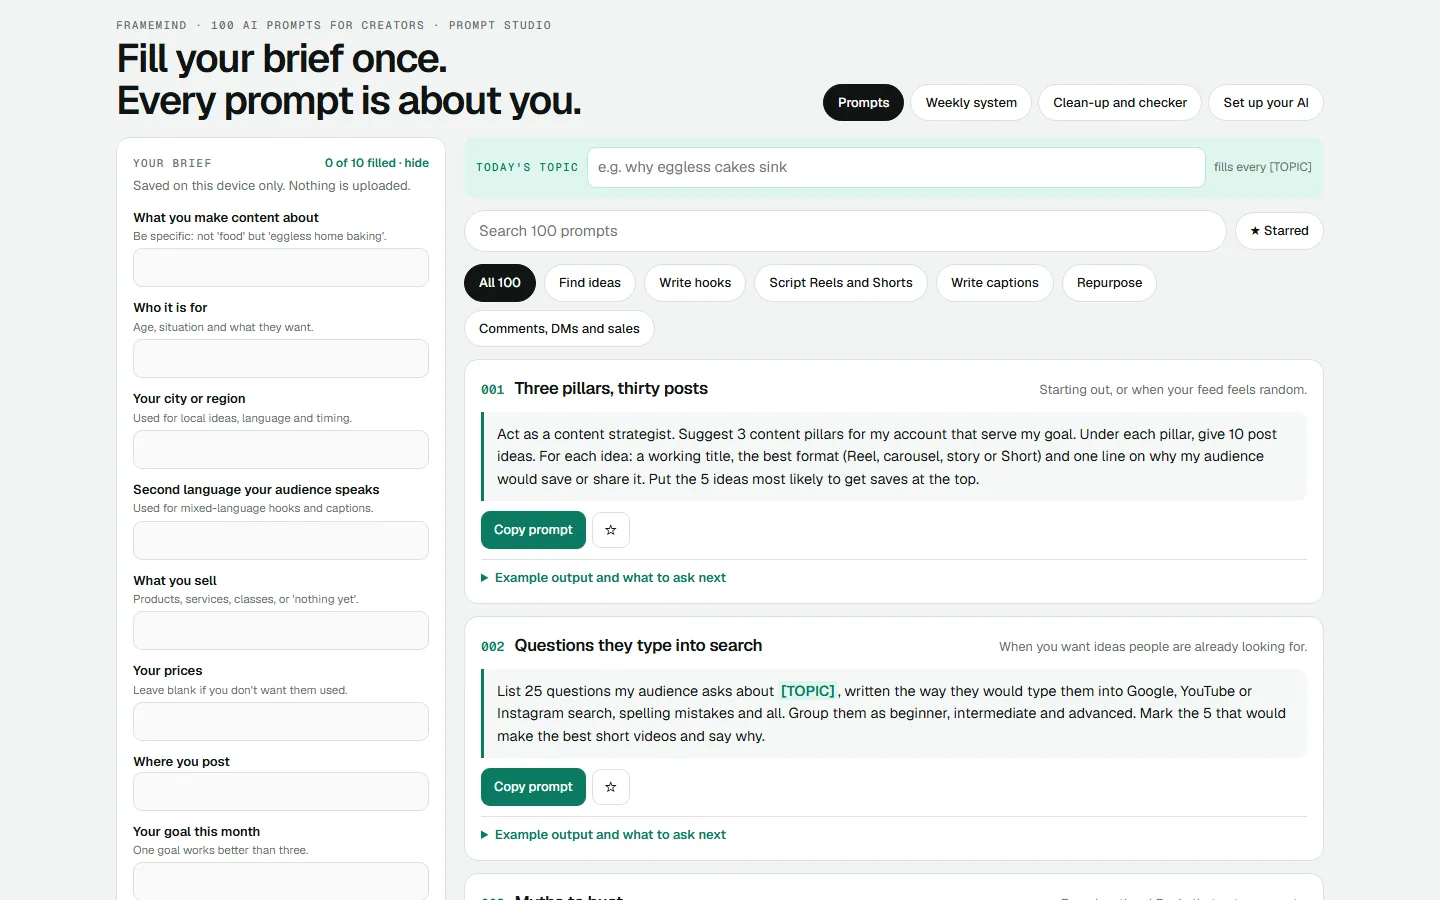 FRAMEMIND · 100 AI PROMPTS FOR CREATORS · PROMPT STUDIO
Fill your brief once.
Every prompt is about you.
Prompts
Weekly system
Clean-up and checker
Set up your AI
YOUR BRIEF
0 of 10 filled · hide
Saved on this device only. Nothing is uploaded.
What you make content about
Be specific: not 'food' but 'eggless home baking'.
Who it is for
Age, situation and what they want.
Your city or region
Used for local ideas, language and timing.
Second language your audience speaks
Used for mixed-language hooks and captions.
What you sell
Products, services, classes, or 'nothing yet'.
Your prices
Leave blank if you don't want them used.
Where you post
Your goal this month
One goal works better than three.
TODAY'S TOPIC
e.g. why eggless cakes sink
fills every [TOPIC]
Search 100 prompts
★ Starred
All 100
Find ideas
Write hooks
Script Reels and Shorts
Write captions
Repurpose
Comments, DMs and sales
001 Three pillars, thirty posts
Starting out, or when your feed feels random.
Act as a content strategist. Suggest 3 content pillars for my account that serve my goal. Under each pillar, give 10 post
ideas. For each idea: a working title, the best format (Reel, carousel, story or Short) and one line on why my audience
would save or share it. Put the 5 ideas most likely to get saves at the top.
Copy prompt
☆
▶ Example output and what to ask next
002 Questions they type into search
When you want ideas people are already looking for.
List 25 questions my audience asks about [TOPIC], written the way they would type them into Google, YouTube or
Instagram search, spelling mistakes and all. Group them as beginner, intermediate and advanced. Mark the 5 that would
make the best short videos and say why.
Copy prompt
☆
▶ Example output and what to ask next